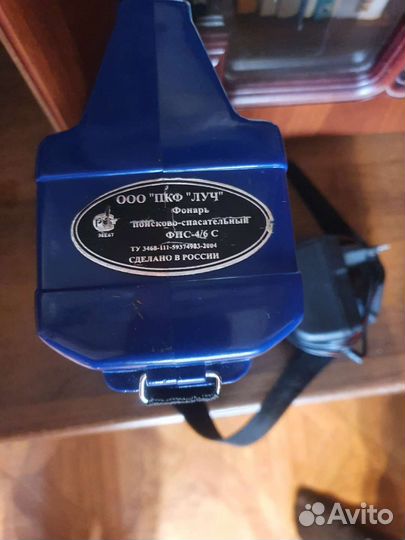 ООО "ПКФ "ЛУЧ"
Фонарь
поисково-спасательный
ФПС-4/6 С
ТУ 3468-111-59374983-2004
СДЕЛАНО В РОССИИ
Avito